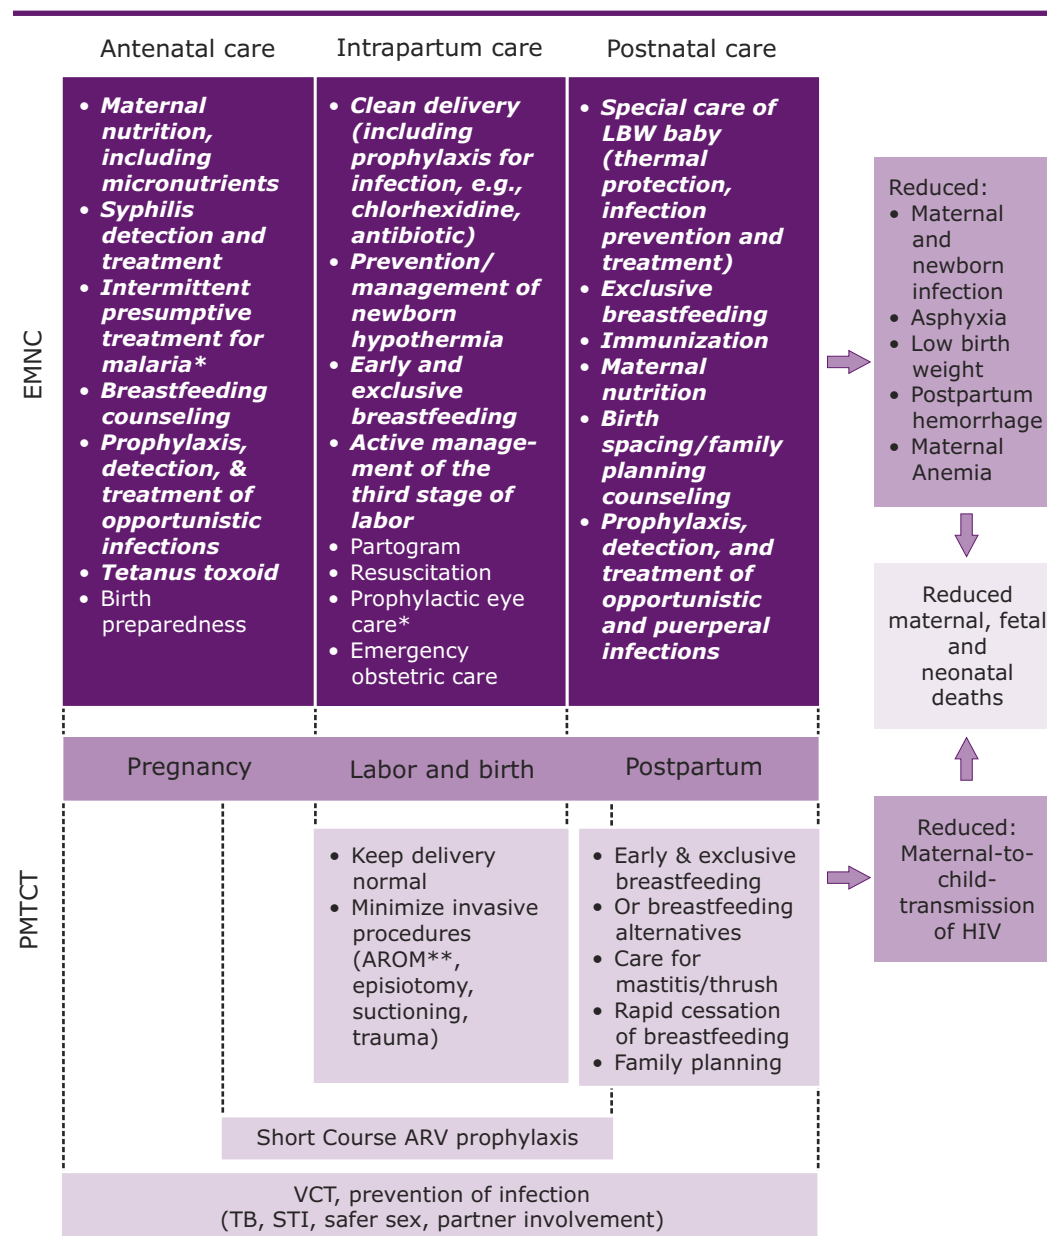 Antenatal care
Intrapartum care
Postnatal care
EMNC
• Maternal
nutrition,
including
micronutrients
• Syphilis
detection and
treatment
• Intermittent
presumptive
treatment for
malaria*
• Breastfeeding
counseling
• Prophylaxis,
detection, &
treatment of
opportunistic
infections
• Tetanus toxoid
• Birth
preparedness
• Clean delivery
(including
prophylaxis for
infection, e.g.,
chlorhexidine,
antibiotic)
• Prevention/
management of
newborn
hypothermia
• Early and
exclusive
breastfeeding
• Active manage-
ment of the
third stage of
labor
• Partogram
• Resuscitation
• Prophylactic eye
care*
• Emergency
obstetric care
• Special care of
LBW baby
(thermal
protection,
infection
prevention and
treatment)
• Exclusive
breastfeeding
• Immunization
• Maternal
nutrition
• Birth
spacing/family
planning
counseling
• Prophylaxis,
detection, and
treatment of
opportunistic
and puerperal
infections
Reduced:
• Maternal
and
newborn
infection
• Asphyxia
• Low birth
weight
• Postpartum
hemorrhage
• Maternal
Anemia
Reduced
maternal, fetal
and
neonatal
deaths
Pregnancy
Labor and birth
Postpartum
PMTCT
• Keep delivery
normal
• Minimize invasive
procedures
(AROM**,
episiotomy,
suctioning,
trauma)
• Early & exclusive
breastfeeding
• Or breastfeeding
alternatives
• Care for
mastitis/thrush
• Rapid cessation
of breastfeeding
• Family planning
Reduced:
Maternal-to-
child-
transmission
of HIV
Short Course ARV prophylaxis
VCT, prevention of infection
(TB, STI, safer sex, partner involvement)